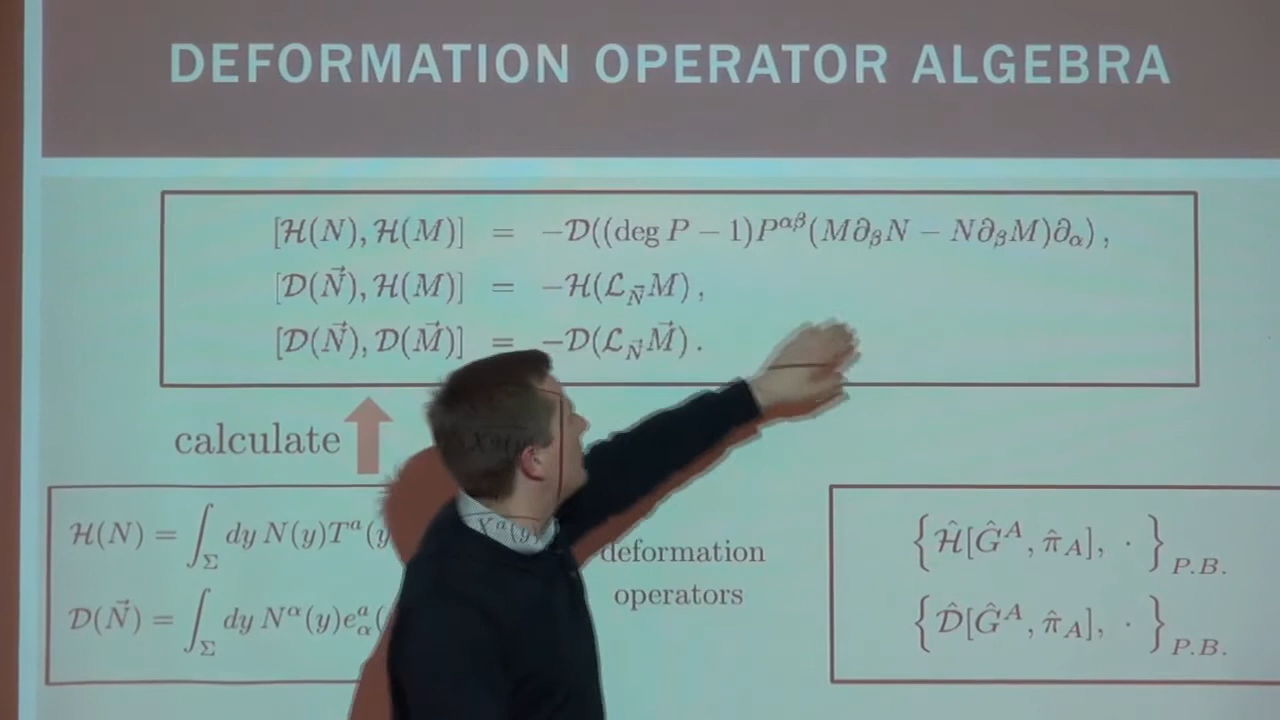 DEFORMATION OPERATOR ALGEBRA
[ℋ(N), ℋ(M)] = −𝒟((deg P − 1)P^{αβ}(M∂_βN − N∂_βM)∂_α) ,
[𝒟(N⃗), ℋ(M)] = −ℋ(ℒ_{N⃗}M) ,
[𝒟(N⃗), 𝒟(M⃗)] = −𝒟(ℒ_{N⃗}M⃗) .
calculate
ℋ(N) = ∫_Σ dy N(y)T^a(y
𝒟(N⃗) = ∫_Σ dy N^α(y)e^a_α(
X^a(y)
deformation
operators
{ℋ̂[Ĝ^A, π̂_A], · }_{P.B.}
{𝒟̂[Ĝ^A, π̂_A], · }_{P.B.}